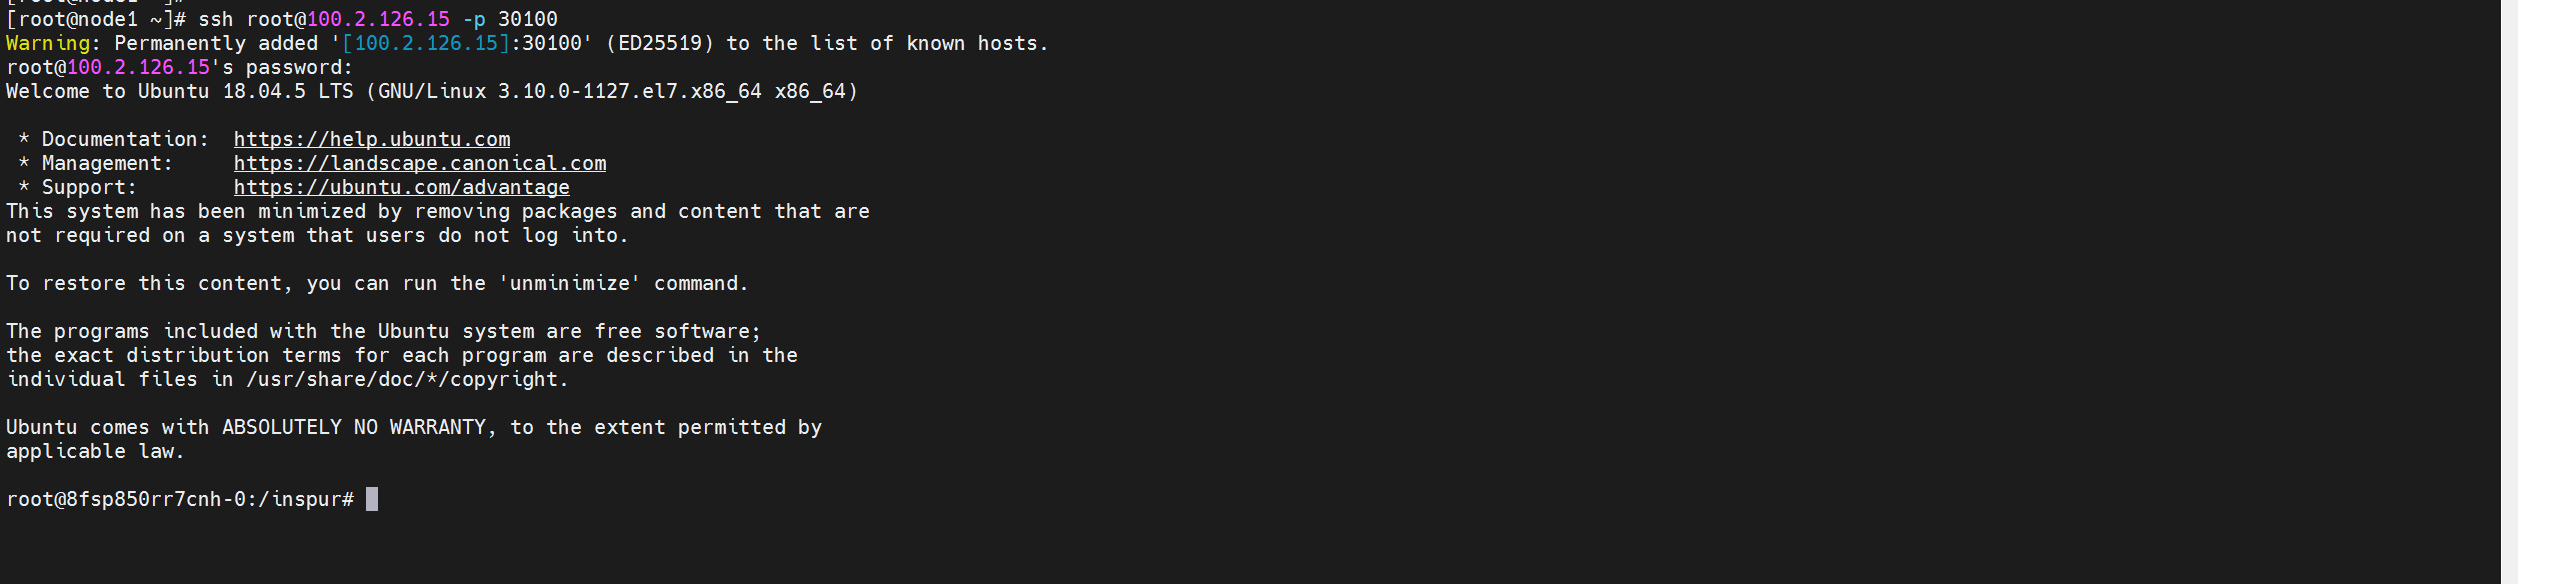 [root@node1 ~]#
[root@node1 ~]# ssh root@100.2.126.15 -p 30100
Warning: Permanently added '[100.2.126.15]:30100' (ED25519) to the list of known hosts.
root@100.2.126.15's password:
Welcome to Ubuntu 18.04.5 LTS (GNU/Linux 3.10.0-1127.el7.x86_64 x86_64)
* Documentation:  https://help.ubuntu.com
* Management:     https://landscape.canonical.com
* Support:        https://ubuntu.com/advantage
This system has been minimized by removing packages and content that are
not required on a system that users do not log into.
To restore this content, you can run the 'unminimize' command.
The programs included with the Ubuntu system are free software;
the exact distribution terms for each program are described in the
individual files in /usr/share/doc/*/copyright.
Ubuntu comes with ABSOLUTELY NO WARRANTY, to the extent permitted by
applicable law.
root@8fsp850rr7cnh-0:/inspur#